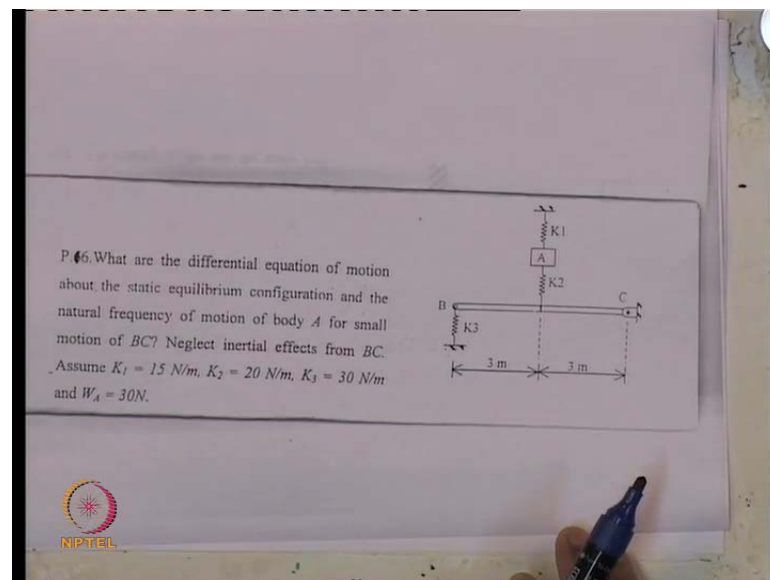 P.66.What are the differential equation of motion
about the static equilibrium configuration and the
natural frequency of motion of body A for small
motion of BC? Neglect inertial effects from BC.
Assume K1 = 15 N/m, K2 = 20 N/m, K3 = 30 N/m
and WA = 30N.
K1
A
K2
B
C
K3
3 m
3 m
NPTEL